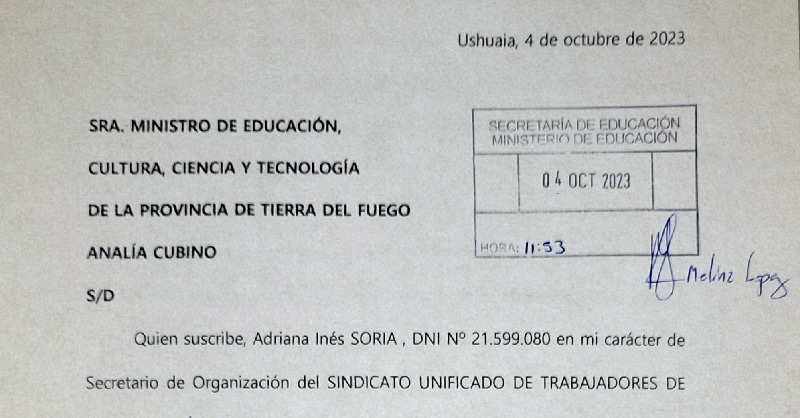 Ushuaia, 4 de octubre de 2023
SRA. MINISTRO DE EDUCACIÓN,
CULTURA, CIENCIA Y TECNOLOGÍA
DE LA PROVINCIA DE TIERRA DEL FUEGO
ANALÍA CUBINO
S/D
SECRETARÍA DE EDUCACIÓN
MINISTERIO DE EDUCACIÓN
04 OCT 2023
HORA: 11:53
Melina Lopez
Quien suscribe, Adriana Inés SORIA , DNI Nº 21.599.080 en mi carácter de
Secretario de Organización del SINDICATO UNIFICADO DE TRABAJADORES DE